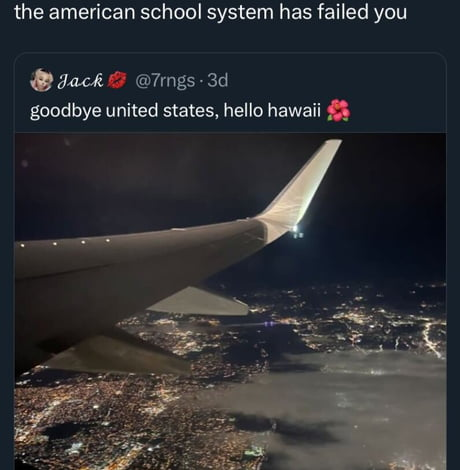 the american school system has failed you
Jack 💋 @7rngs · 3d
goodbye united states, hello hawaii 🌺